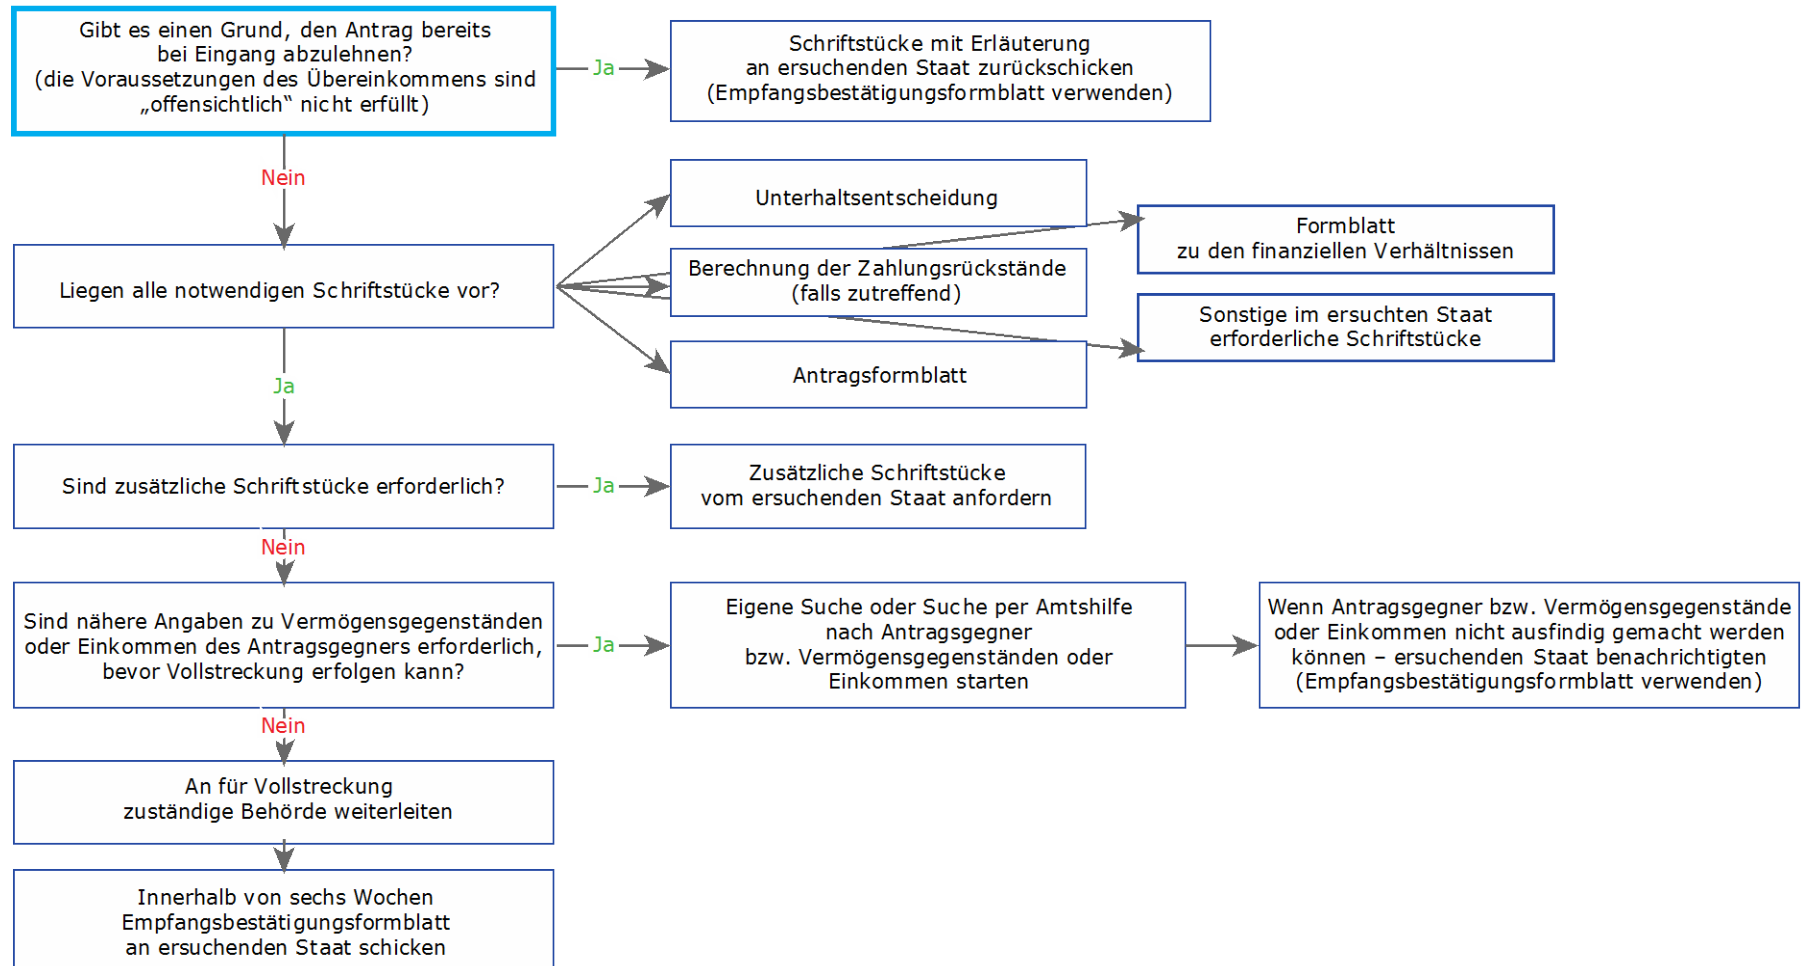 Gibt es einen Grund, den Antrag bereits
bei Eingang abzulehnen?
(die Voraussetzungen des Übereinkommens sind
„offensichtlich“ nicht erfüllt)
Ja
Schriftstücke mit Erläuterung
an ersuchenden Staat zurückschicken
(Empfangsbestätigungsformblatt verwenden)
Nein
Liegen alle notwendigen Schriftstücke vor?
Unterhaltsentscheidung
Berechnung der Zahlungsrückstände
(falls zutreffend)
Antragsformblatt
Formblatt
zu den finanziellen Verhältnissen
Sonstige im ersuchten Staat
erforderliche Schriftstücke
Ja
Sind zusätzliche Schriftstücke erforderlich?
Ja
Zusätzliche Schriftstücke
vom ersuchenden Staat anfordern
Nein
Sind nähere Angaben zu Vermögensgegenständen
oder Einkommen des Antragsgegners erforderlich,
bevor Vollstreckung erfolgen kann?
Ja
Eigene Suche oder Suche per Amtshilfe
nach Antragsgegner
bzw. Vermögensgegenständen oder
Einkommen starten
Wenn Antragsgegner bzw. Vermögensgegenstände
oder Einkommen nicht ausfindig gemacht werden
können – ersuchenden Staat benachrichtigten
(Empfangsbestätigungsformblatt verwenden)
Nein
An für Vollstreckung
zuständige Behörde weiterleiten
Innerhalb von sechs Wochen
Empfangsbestätigungsformblatt
an ersuchenden Staat schicken